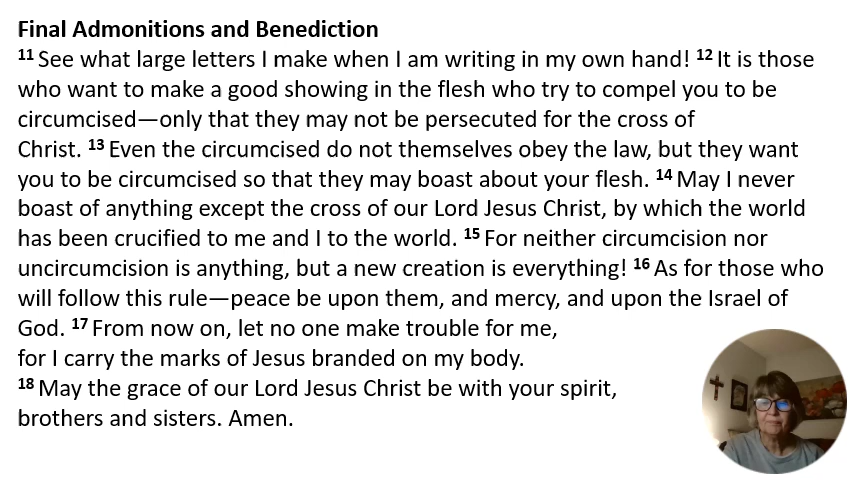 Final Admonitions and Benediction
11 See what large letters I make when I am writing in my own hand! 12 It is those
who want to make a good showing in the flesh who try to compel you to be
circumcised—only that they may not be persecuted for the cross of
Christ. 13 Even the circumcised do not themselves obey the law, but they want
you to be circumcised so that they may boast about your flesh. 14 May I never
boast of anything except the cross of our Lord Jesus Christ, by which the world
has been crucified to me and I to the world. 15 For neither circumcision nor
uncircumcision is anything, but a new creation is everything! 16 As for those who
will follow this rule—peace be upon them, and mercy, and upon the Israel of
God. 17 From now on, let no one make trouble for me,
for I carry the marks of Jesus branded on my body.
18 May the grace of our Lord Jesus Christ be with your spirit,
brothers and sisters. Amen.